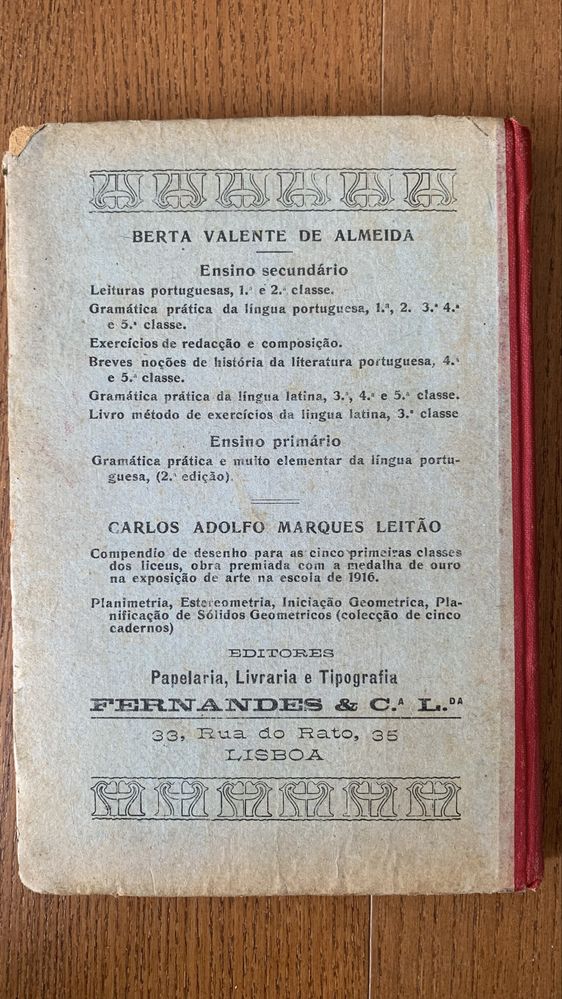 BERTA VALENTE DE ALMEIDA
Ensino secundário
Leituras portuguesas, 1.ª e 2.ª classe.
Gramática prática da língua portuguesa, 1.ª, 2. 3.ª 4.ª
e 5.ª classe.
Exercícios de redacção e composição.
Breves noções de história da literatura portuguesa, 4.ª
e 5.ª classe.
Gramática prática da língua latina, 3.ª, 4.ª e 5.ª classe.
Livro método de exercícios da lingua latina, 3.ª classe
Ensino primário
Gramática prática e muito elementar da língua portu-
guesa, (2.ª edição).
CARLOS ADOLFO MARQUES LEITÃO
Compendio de desenho para as cinco primeiras classes
dos liceus, obra premiada com a medalha de ouro
na exposição de arte na escola de 1916.
Planimetria, Estereometria, Iniciação Geometrica, Pla-
nificação de Sólidos Geometricos (colecção de cinco
cadernos)
EDITORES
Papelaria, Livraria e Tipografia
FERNANDES & C.ᴬ L.ᴰᴬ
33, Rua do Rato, 35
LISBOA